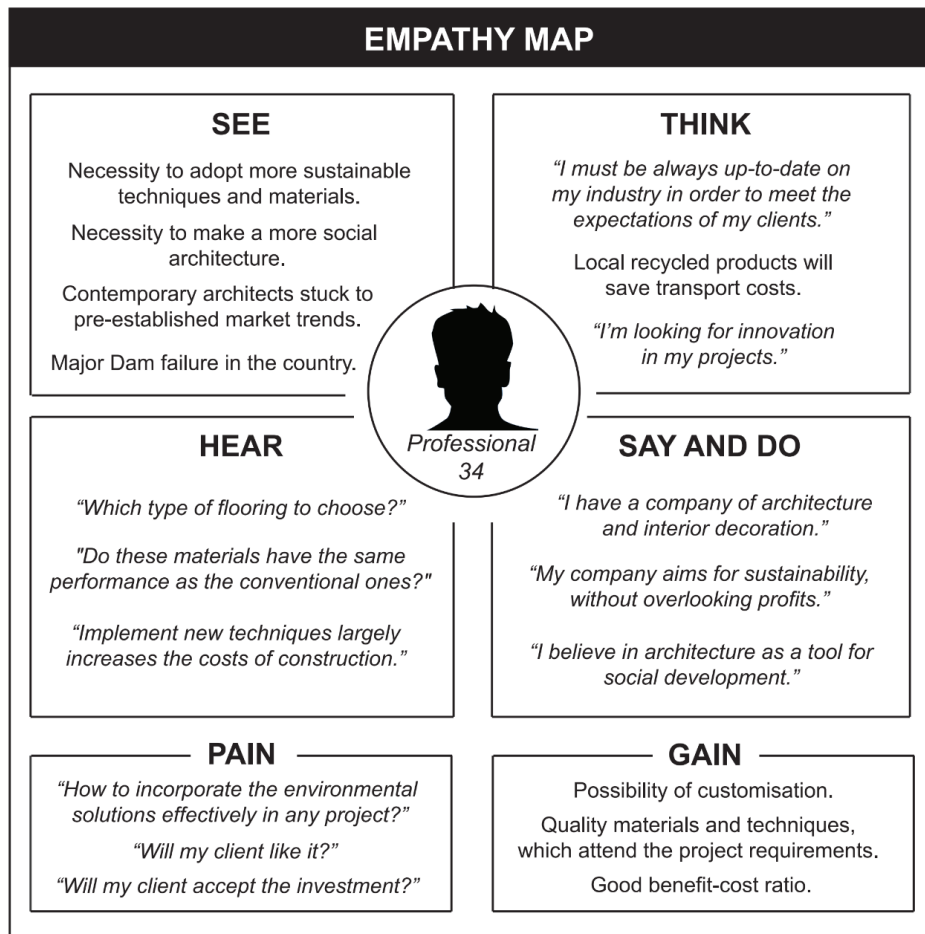 EMPATHY MAP
SEE
Necessity to adopt more sustainable
techniques and materials.
Necessity to make a more social
architecture.
Contemporary architects stuck to
pre-established market trends.
Major Dam failure in the country.
THINK
“I must be always up-to-date on
my industry in order to meet the
expectations of my clients.”
Local recycled products will
save transport costs.
“I’m looking for innovation
in my projects.”
Professional
34
HEAR
“Which type of flooring to choose?”
"Do these materials have the same
performance as the conventional ones?"
“Implement new techniques largely
increases the costs of construction.”
SAY AND DO
“I have a company of architecture
and interior decoration.”
“My company aims for sustainability,
without overlooking profits.”
“I believe in architecture as a tool for
social development.”
PAIN
“How to incorporate the environmental
solutions effectively in any project?”
“Will my client like it?”
“Will my client accept the investment?”
GAIN
Possibility of customisation.
Quality materials and techniques,
which attend the project requirements.
Good benefit-cost ratio.